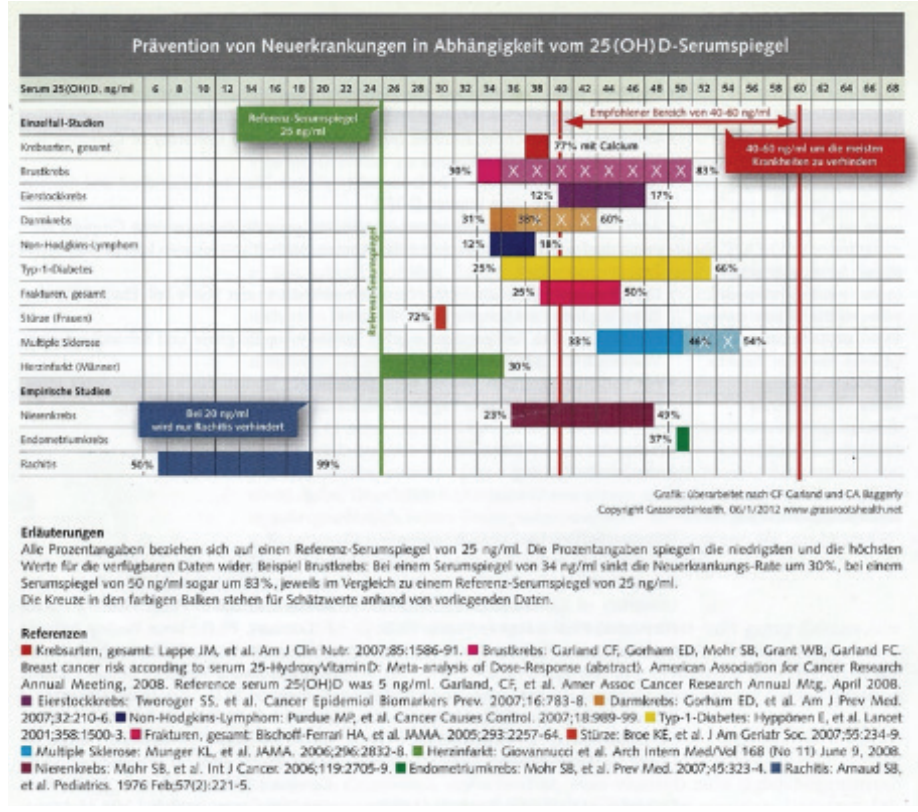 Prävention von Neuerkrankungen in Abhängigkeit vom 25(OH)D-Serumspiegel
Serum 25(OH)D, ng/ml 6 8 10 12 14 16 18 20 22 24 26 28 30 32 34 36 38 40 42 44 46 48 50 52 54 56 58 60 62 64 66 68
Referenz-Serumspiegel
25 ng/ml
Empfohlener Bereich von 40-60 ng/ml
40-60 ng/ml um die meisten
Krankheiten zu verhindern
Einzelfall-Studien
Krebsarten, gesamt 77% mit Calcium
Brustkrebs 30% X X X X X X X X 83%
Eierstockkrebs 12% 17%
Darmkrebs 31% 38% X X X 60%
Non-Hodgkins-Lymphom 12% 18%
Typ-1-Diabetes 25% 66%
Frakturen, gesamt 25% 50%
Stürze (Frauen) 72%
Multiple Sklerose 33% 46% X X 54%
Herzinfarkt (Männer) 30%
Referenz-Serumspiegel
Empirische Studien
Nierenkrebs 23% 49%
Endometriumkrebs 37%
Rachitis 50% 99%
Bei 20 ng/ml
wird nur Rachitis verhindert
Grafik: überarbeitet nach CF Garland und CA Baggerly
Copyright GrassrootsHealth, 06/1/2012 www.grassrootshealth.net
Erläuterungen
Alle Prozentangaben beziehen sich auf einen Referenz-Serumspiegel von 25 ng/ml. Die Prozentangaben spiegeln die niedrigsten und die höchsten
Werte für die verfügbaren Daten wider. Beispiel Brustkrebs: Bei einem Serumspiegel von 34 ng/ml sinkt die Neuerkrankungs-Rate um 30%, bei einem
Serumspiegel von 50 ng/ml sogar um 83%, jeweils im Vergleich zu einem Referenz-Serumspiegel von 25 ng/ml.
Die Kreuze in den farbigen Balken stehen für Schätzwerte anhand von vorliegenden Daten.
Referenzen
Krebsarten, gesamt: Lappe JM, et al. Am J Clin Nutr. 2007;85:1586-91. Brustkrebs: Garland CF, Gorham ED, Mohr SB, Grant WB, Garland FC.
Breast cancer risk according to serum 25-HydroxyVitamin D: Meta-analysis of Dose-Response (abstract). American Association for Cancer Research
Annual Meeting, 2008. Reference serum 25(OH)D was 5 ng/ml. Garland, CF, et al. Amer Assoc Cancer Research Annual Mtg, April 2008.
Eierstockkrebs: Tworoger SS, et al. Cancer Epidemiol Biomarkers Prev. 2007;16:783-8. Darmkrebs: Gorham ED, et al. Am J Prev Med.
2007;32:210-6. Non-Hodgkins-Lymphom: Purdue MP, et al. Cancer Causes Control. 2007;18:989-99. Typ-1-Diabetes: Hyppönen E, et al. Lancet
2001;358:1500-3. Frakturen, gesamt: Bischoff-Ferrari HA, et al. JAMA. 2005;293:2257-64. Stürze: Broe KE, et al. J Am Geriatr Soc. 2007;55:234-9.
Multiple Sklerose: Munger KL, et al. JAMA. 2006;296:2832-8. Herzinfarkt: Giovannucci et al. Arch Intern Med/Vol 168 (No 11) June 9, 2008.
Nierenkrebs: Mohr SB, et al. Int J Cancer. 2006;119:2705-9. Endometriumkrebs: Mohr SB, et al. Prev Med. 2007;45:323-4. Rachitis: Arnaud SB,
et al. Pediatrics. 1976 Feb;57(2):221-5.